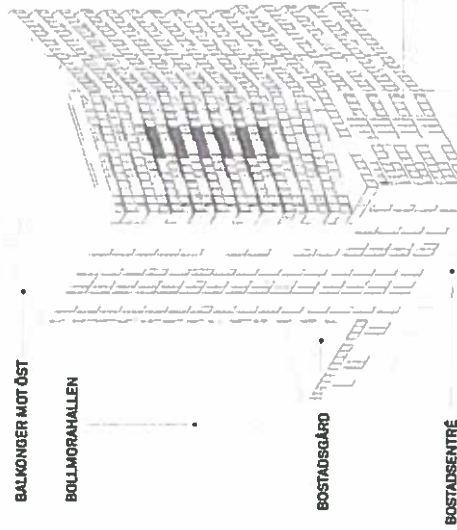 BALKONGER MOT ÖST
BOLLMORAHALLEN
BOSTADSGÅRD
BOSTADSENTRÉ